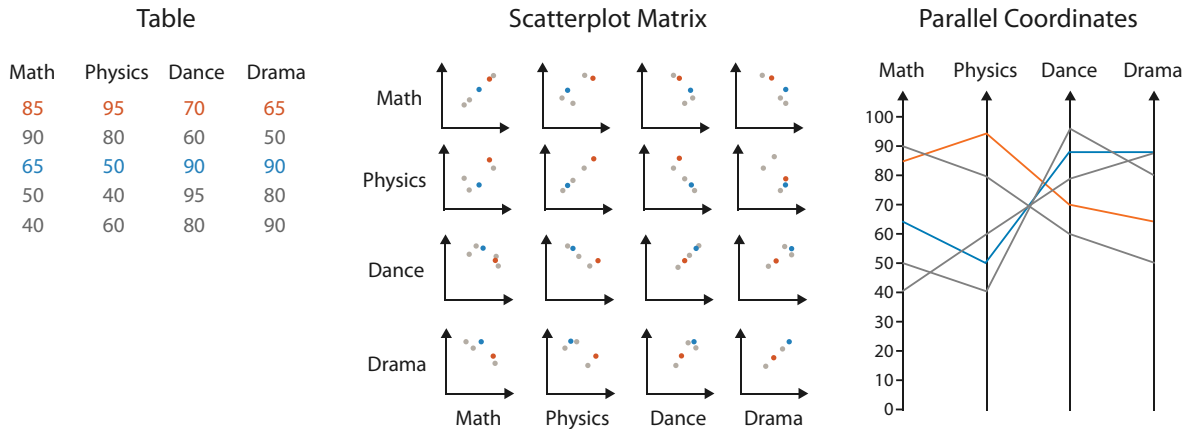 Table
Math Physics Dance Drama
85 95 70 65
90 80 60 50
65 50 90 90
50 40 95 80
40 60 80 90
Scatterplot Matrix
Math
Physics
Dance
Drama
Math Physics Dance Drama
Parallel Coordinates
Math Physics Dance Drama
100
90
80
70
60
50
40
30
20
10
0